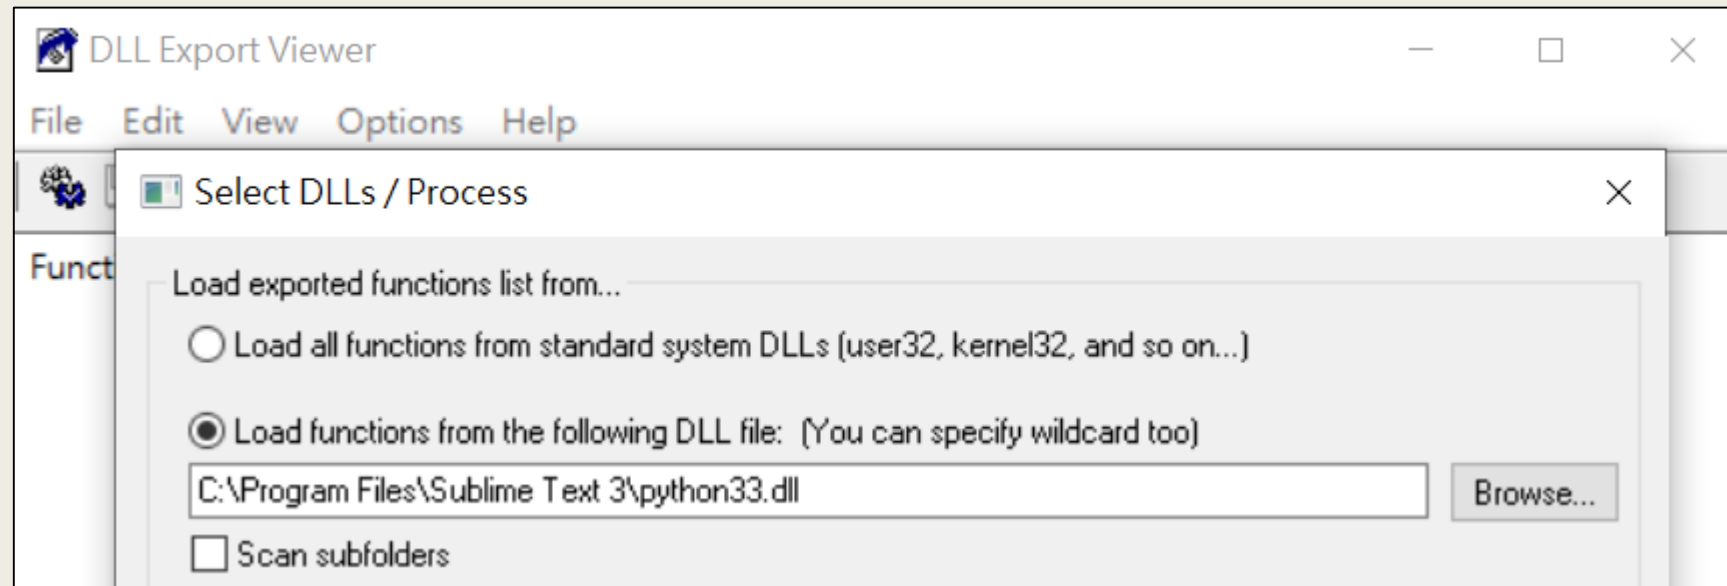 DLL Export Viewer
File Edit View Options Help
Select DLLs / Process
Funct
Load exported functions list from...
Load all functions from standard system DLLs (user32, kernel32, and so on...)
Load functions from the following DLL file:  (You can specify wildcard too)
C:\Program Files\Sublime Text 3\python33.dll
Browse...
Scan subfolders